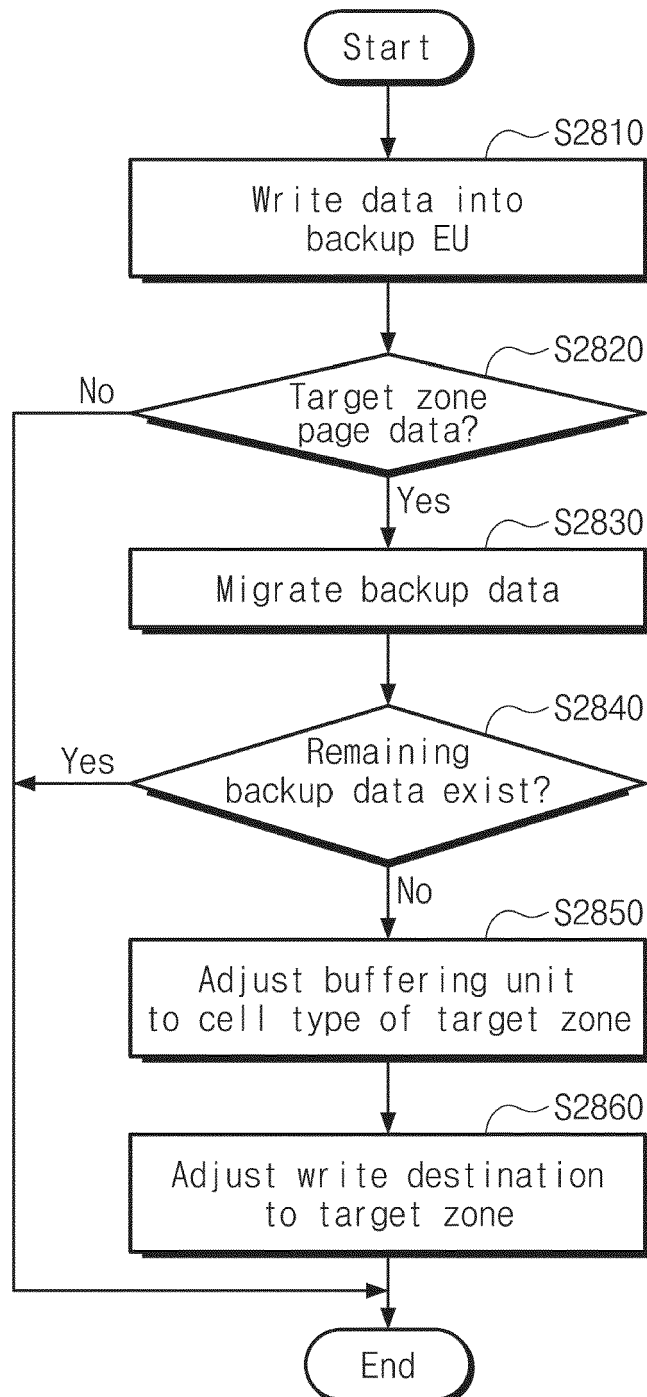 Start
S2810
Write data into
backup EU
S2820
No
Target zone
page data?
Yes
S2830
Migrate backup data
S2840
Yes
Remaining
backup data exist?
No
S2850
Adjust buffering unit
to cell type of target zone
S2860
Adjust write destination
to target zone
End